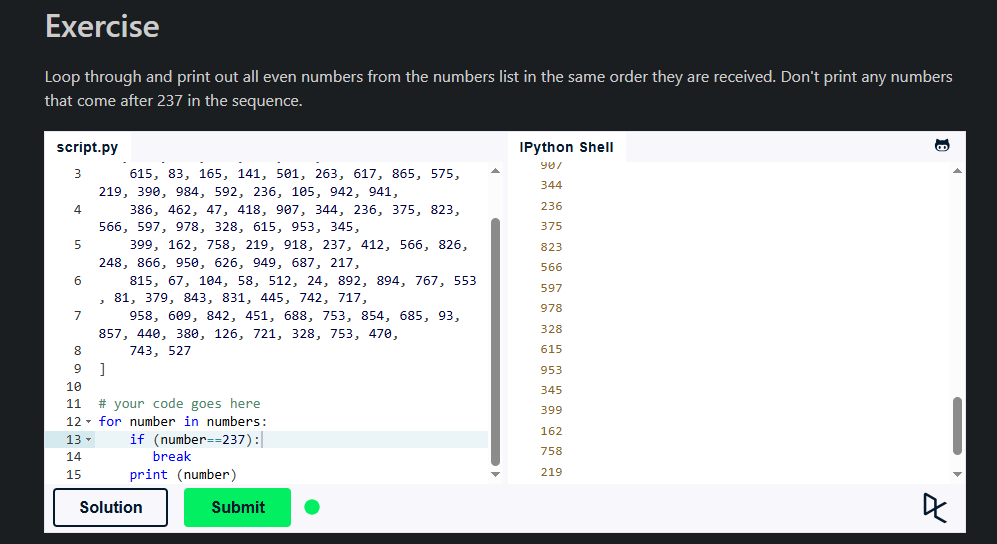 Exercise
Loop through and print out all even numbers from the numbers list in the same order they are received. Don't print any numbers
that come after 237 in the sequence.
script.py
3 615, 83, 165, 141, 501, 263, 617, 865, 575,
219, 390, 984, 592, 236, 105, 942, 941,
4 386, 462, 47, 418, 907, 344, 236, 375, 823,
566, 597, 978, 328, 615, 953, 345,
5 399, 162, 758, 219, 918, 237, 412, 566, 826,
248, 866, 950, 626, 949, 687, 217,
6 815, 67, 104, 58, 512, 24, 892, 894, 767, 553
, 81, 379, 843, 831, 445, 742, 717,
7 958, 609, 842, 451, 688, 753, 854, 685, 93,
857, 440, 380, 126, 721, 328, 753, 470,
8 743, 527
9 ]
10
11 # your code goes here
12 for number in numbers:
13 if (number==237):
14 break
15 print (number)
IPython Shell
907
344
236
375
823
566
597
978
328
615
953
345
399
162
758
219
Solution
Submit